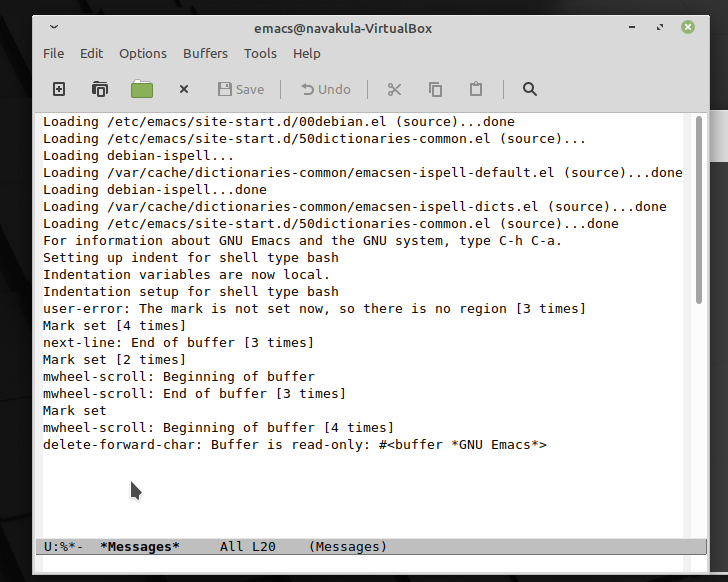 emacs@navakula-VirtualBox
File Edit Options Buffers Tools Help
Save Undo
Loading /etc/emacs/site-start.d/00debian.el (source)...done
Loading /etc/emacs/site-start.d/50dictionaries-common.el (source)...
Loading debian-ispell...
Loading /var/cache/dictionaries-common/emacsen-ispell-default.el (source)...done
Loading debian-ispell...done
Loading /var/cache/dictionaries-common/emacsen-ispell-dicts.el (source)...done
Loading /etc/emacs/site-start.d/50dictionaries-common.el (source)...done
For information about GNU Emacs and the GNU system, type C-h C-a.
Setting up indent for shell type bash
Indentation variables are now local.
Indentation setup for shell type bash
user-error: The mark is not set now, so there is no region [3 times]
Mark set [4 times]
next-line: End of buffer [3 times]
Mark set [2 times]
mwheel-scroll: Beginning of buffer
mwheel-scroll: End of buffer [3 times]
Mark set
mwheel-scroll: Beginning of buffer [4 times]
delete-forward-char: Buffer is read-only: #<buffer *GNU Emacs*>
U:%*-  *Messages*     All L20    (Messages)